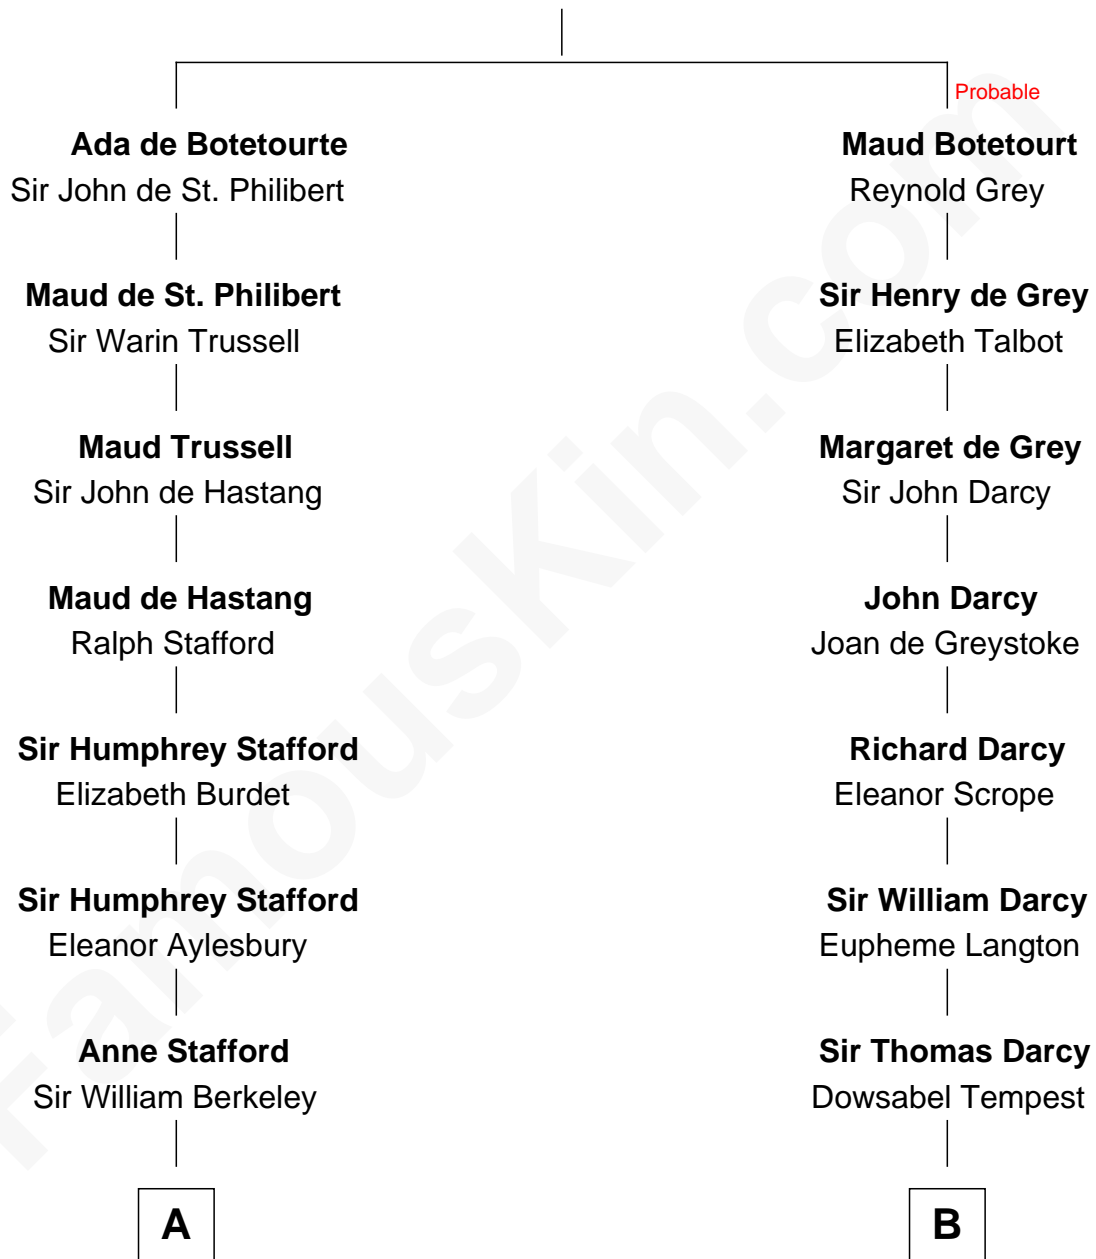 Probable
Ada de Botetourte
Sir John de St. Philibert
Maud Botetourt
Reynold Grey
Maud de St. Philibert
Sir Warin Trussell
Sir Henry de Grey
Elizabeth Talbot
Maud Trussell
Sir John de Hastang
Margaret de Grey
Sir John Darcy
Maud de Hastang
Ralph Stafford
John Darcy
Joan de Greystoke
Sir Humphrey Stafford
Elizabeth Burdet
Richard Darcy
Eleanor Scrope
Sir Humphrey Stafford
Eleanor Aylesbury
Sir William Darcy
Eupheme Langton
Anne Stafford
Sir William Berkeley
Sir Thomas Darcy
Dowsabel Tempest
A
B
FamousKin.com